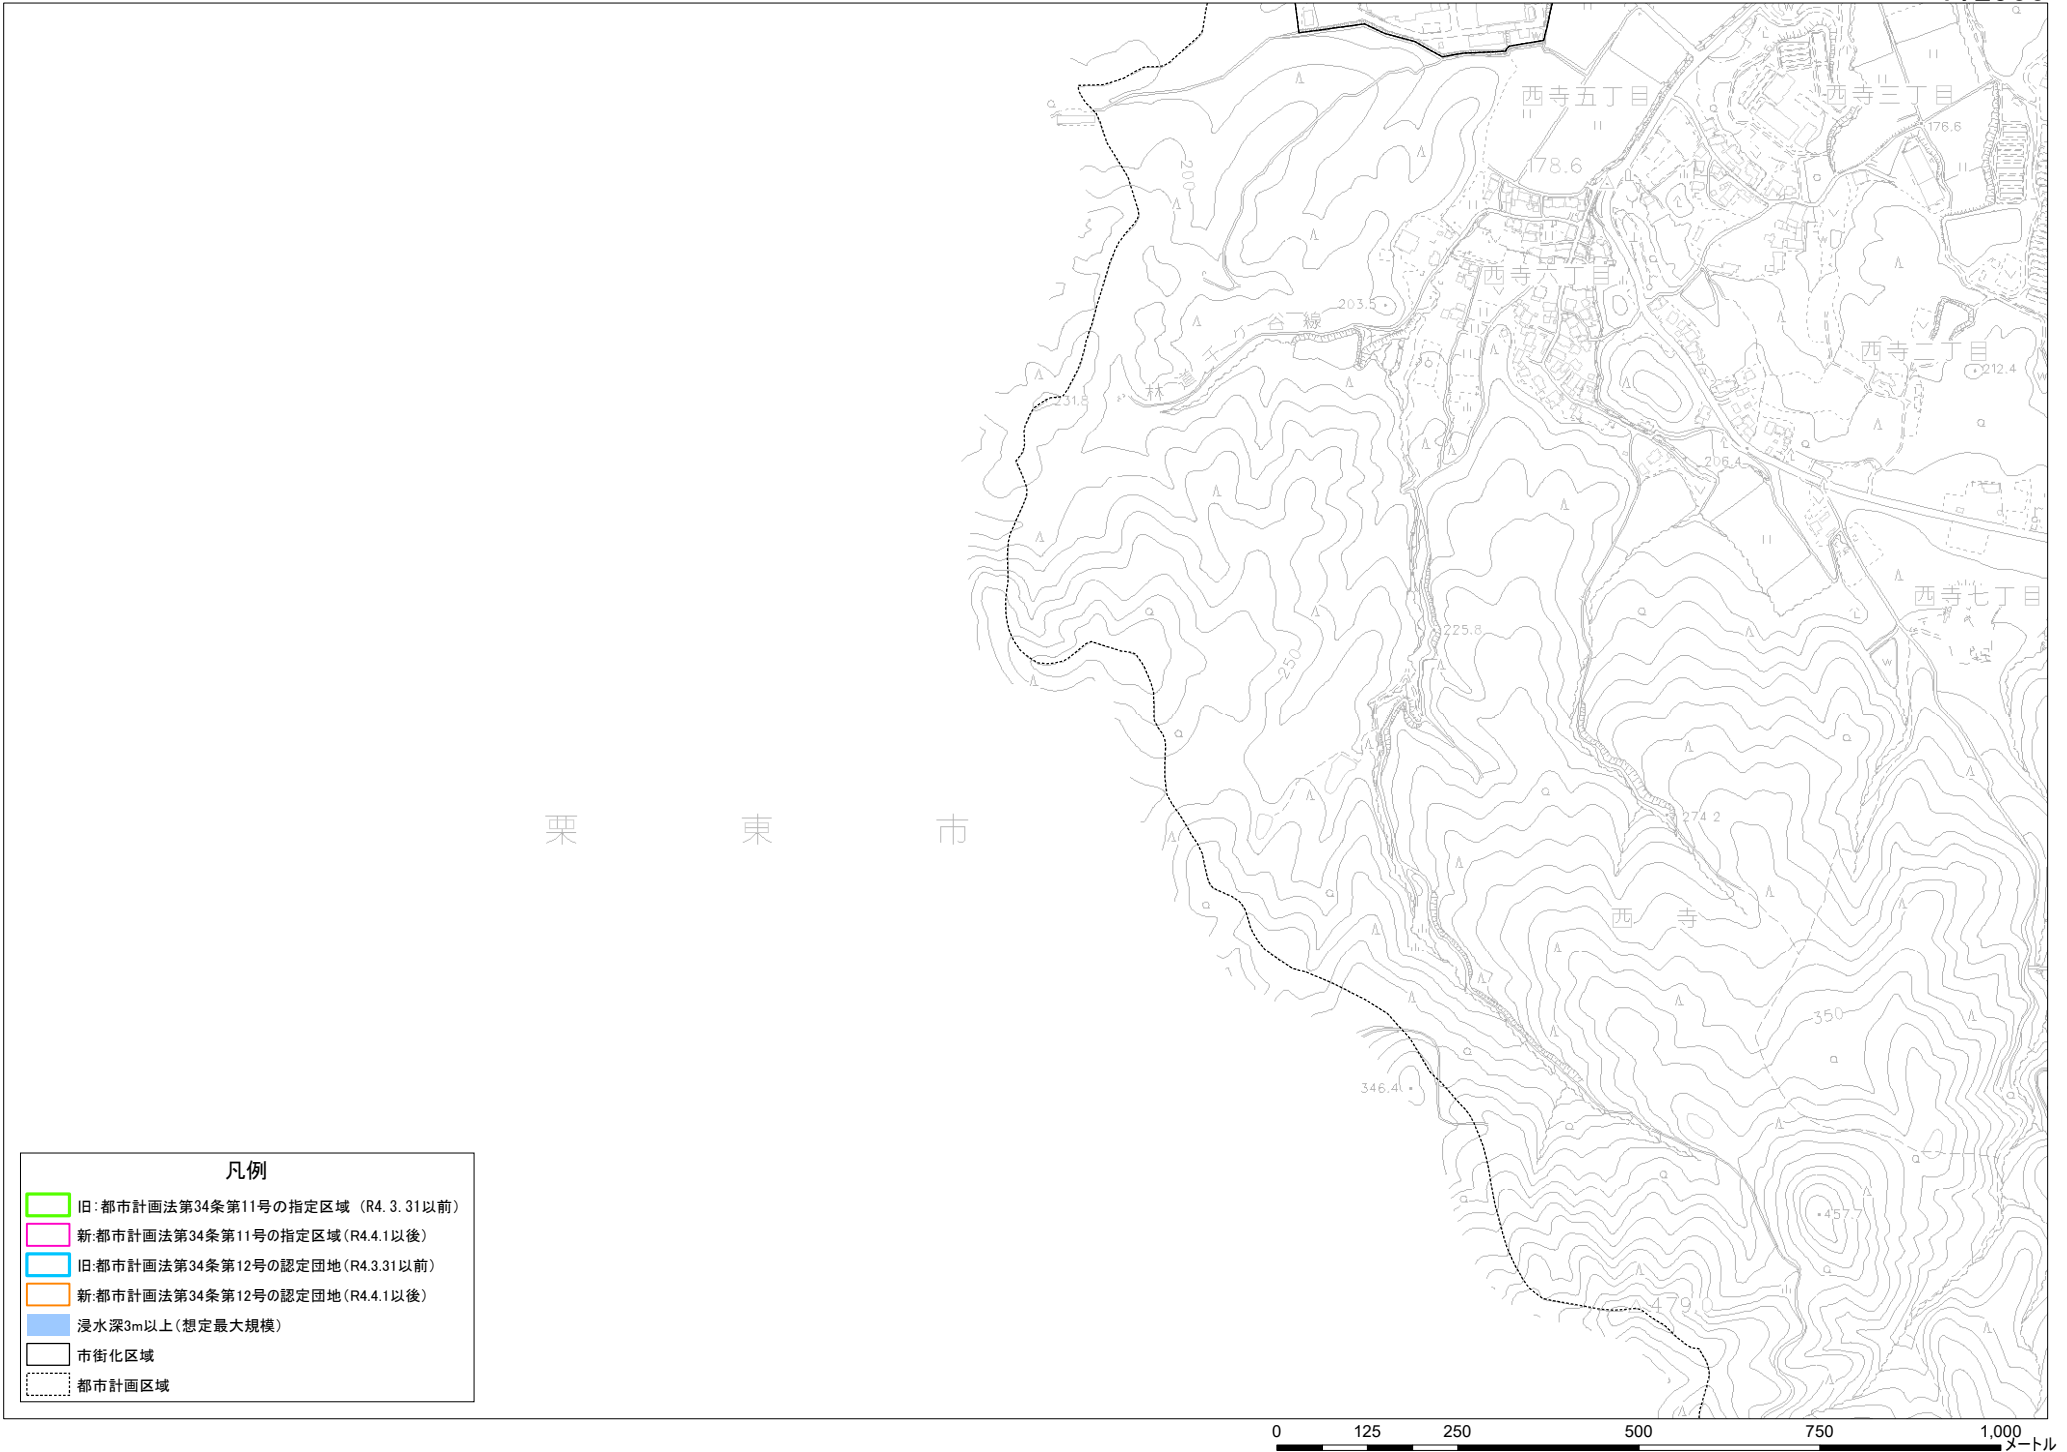 西寺五丁目
西寺三丁目
176.6
178.6
西寺六丁目
200
203.5
林道千力谷一線
西寺二丁目
212.4
231.8
206.4
西寺七丁目
225.8
250
274.2
栗東市
西寺
350
346.4
457.7
凡例
旧:都市計画法第34条第11号の指定区域 (R4.3.31以前)
新:都市計画法第34条第11号の指定区域(R4.4.1以後)
旧:都市計画法第34条第12号の認定団地(R4.3.31以前)
新:都市計画法第34条第12号の認定団地(R4.4.1以後)
浸水深3m以上(想定最大規模)
市街化区域
都市計画区域
0 125 250 500 750 1,000
メートル